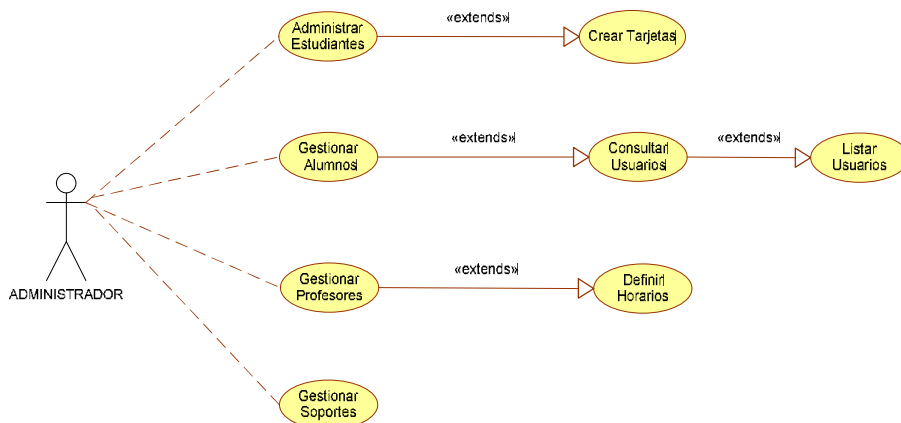 «extends»
Administrar
Estudiantes
Crear Tarjetas
«extends»
«extends»
Gestionar
Alumnos
Consultar
Usuarios
Listar
Usuarios
ADMINISTRADOR
«extends»
Gestionar
Profesores
Definir
Horarios
Gestionar
Soportes